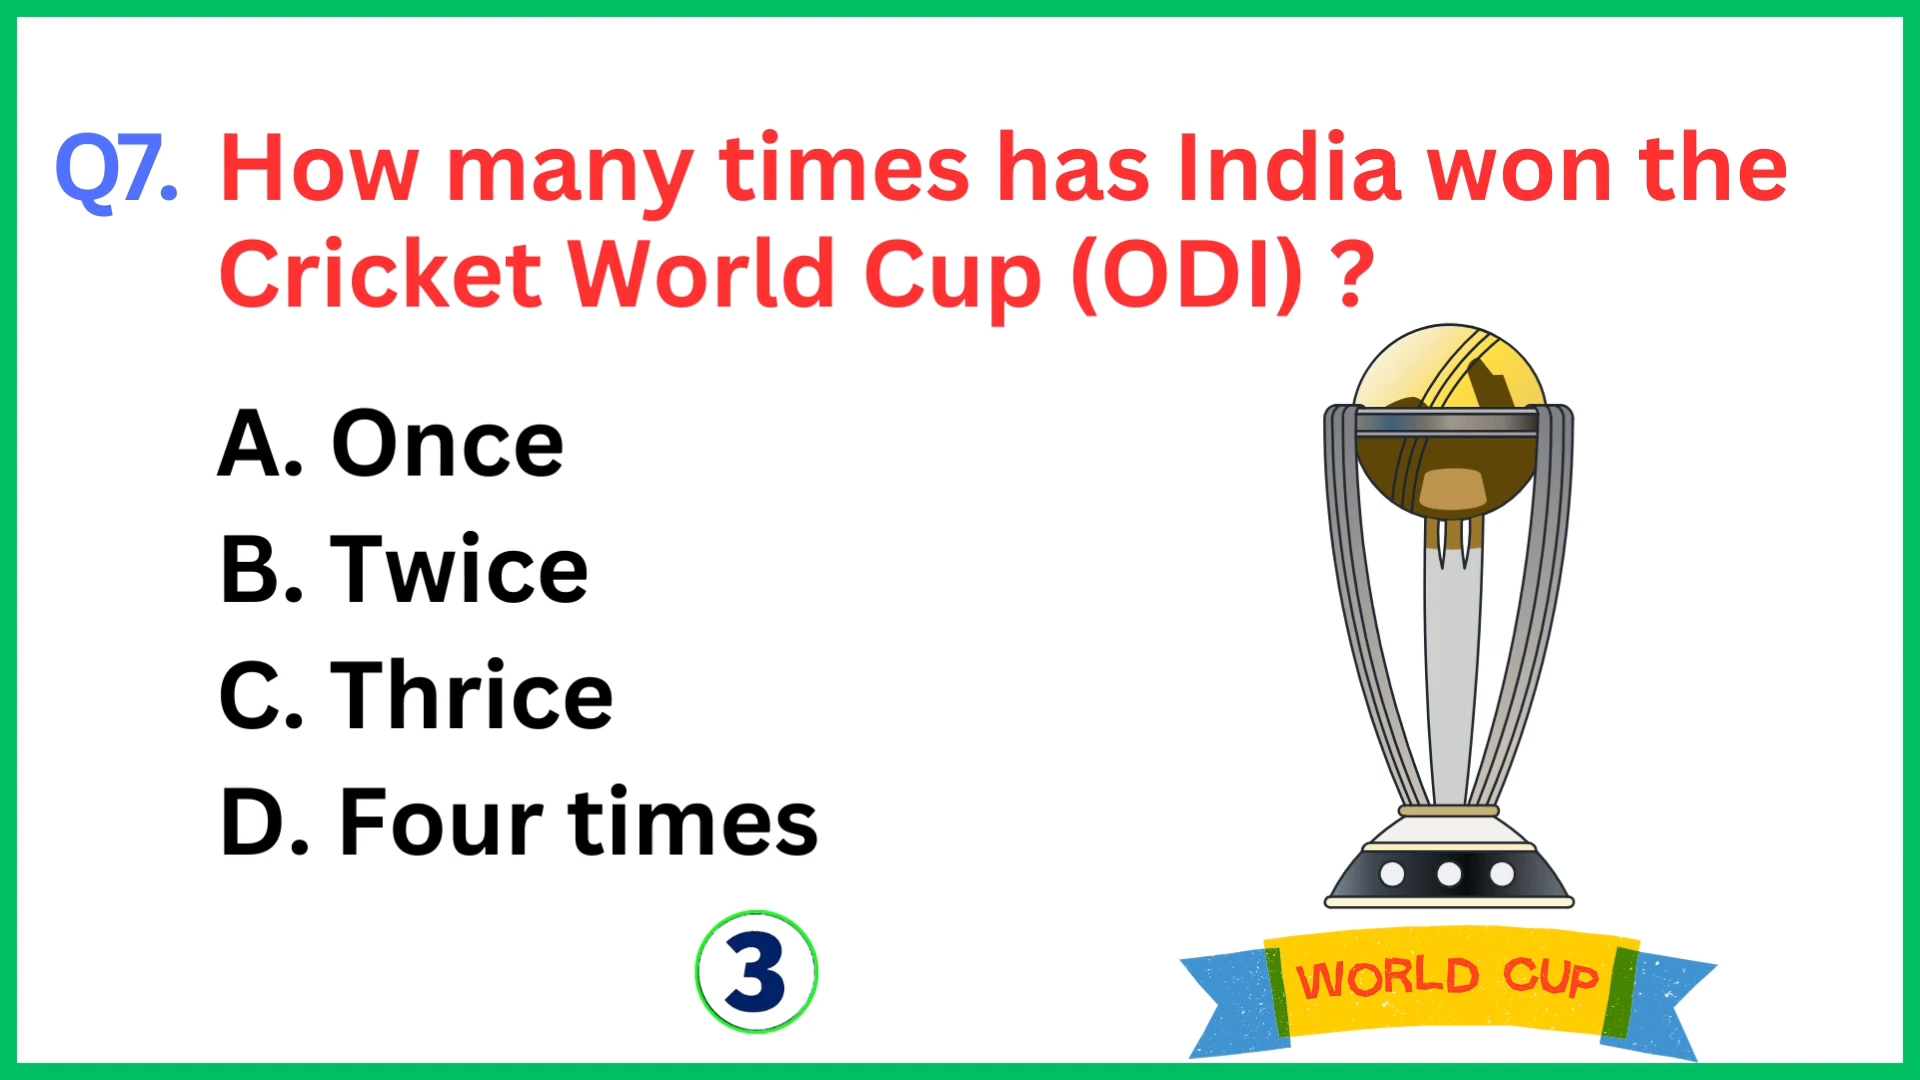 Q7. How many times has India won the
Cricket World Cup (ODI) ?
A. Once
B. Twice
C. Thrice
D. Four times
3
WORLD CUP